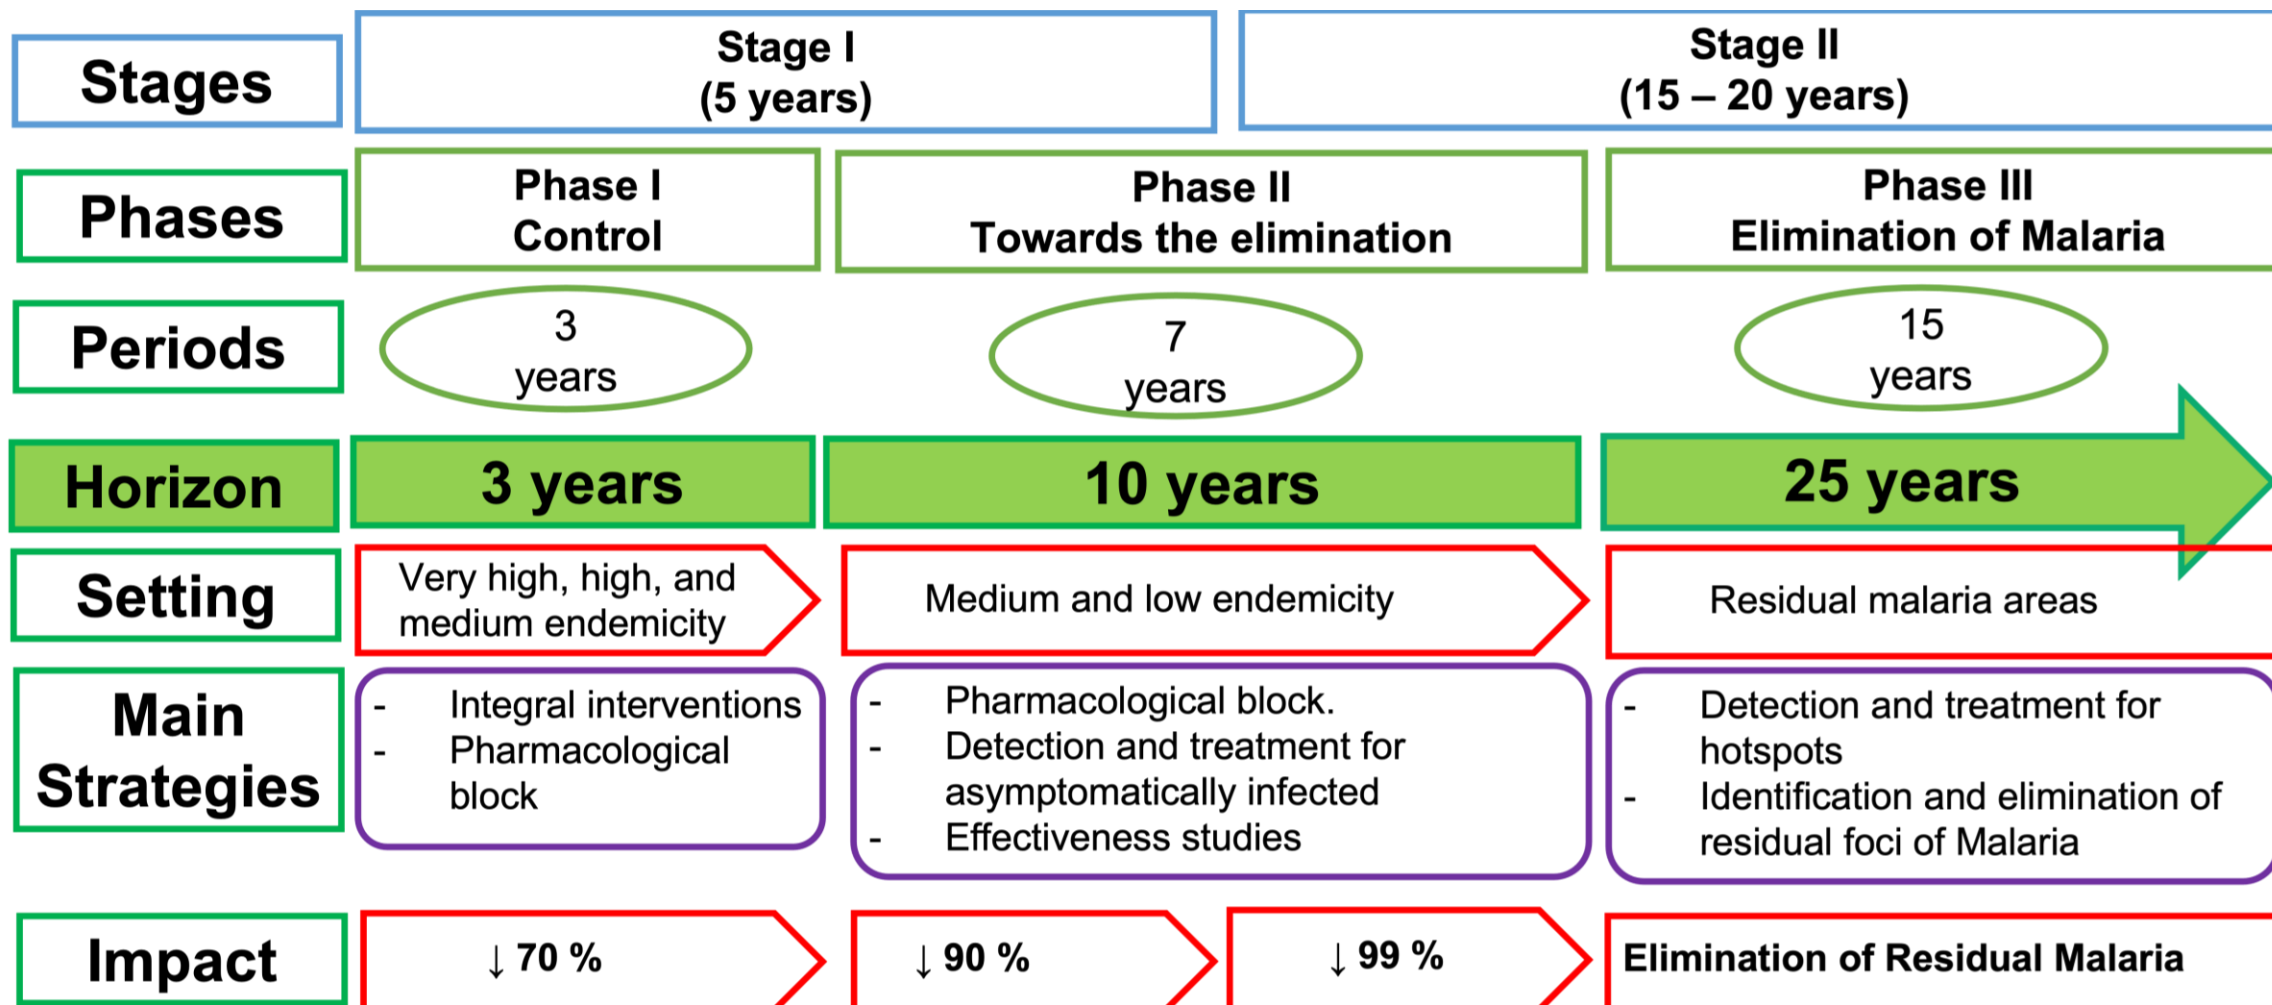 Stages
Stage I
(5 years)
Stage II
(15 – 20 years)
Phases
Phase I
Control
Phase II
Towards the elimination
Phase III
Elimination of Malaria
Periods
3
years
7
years
15
years
Horizon
3 years
10 years
25 years
Setting
Very high, high, and
medium endemicity
Medium and low endemicity
Residual malaria areas
Main
Strategies
- Integral interventions
- Pharmacological
block
- Pharmacological block.
- Detection and treatment for
asymptomatically infected
- Effectiveness studies
- Detection and treatment for
hotspots
- Identification and elimination of
residual foci of Malaria
Impact
↓ 70 %
↓ 90 %
↓ 99 %
Elimination of Residual Malaria